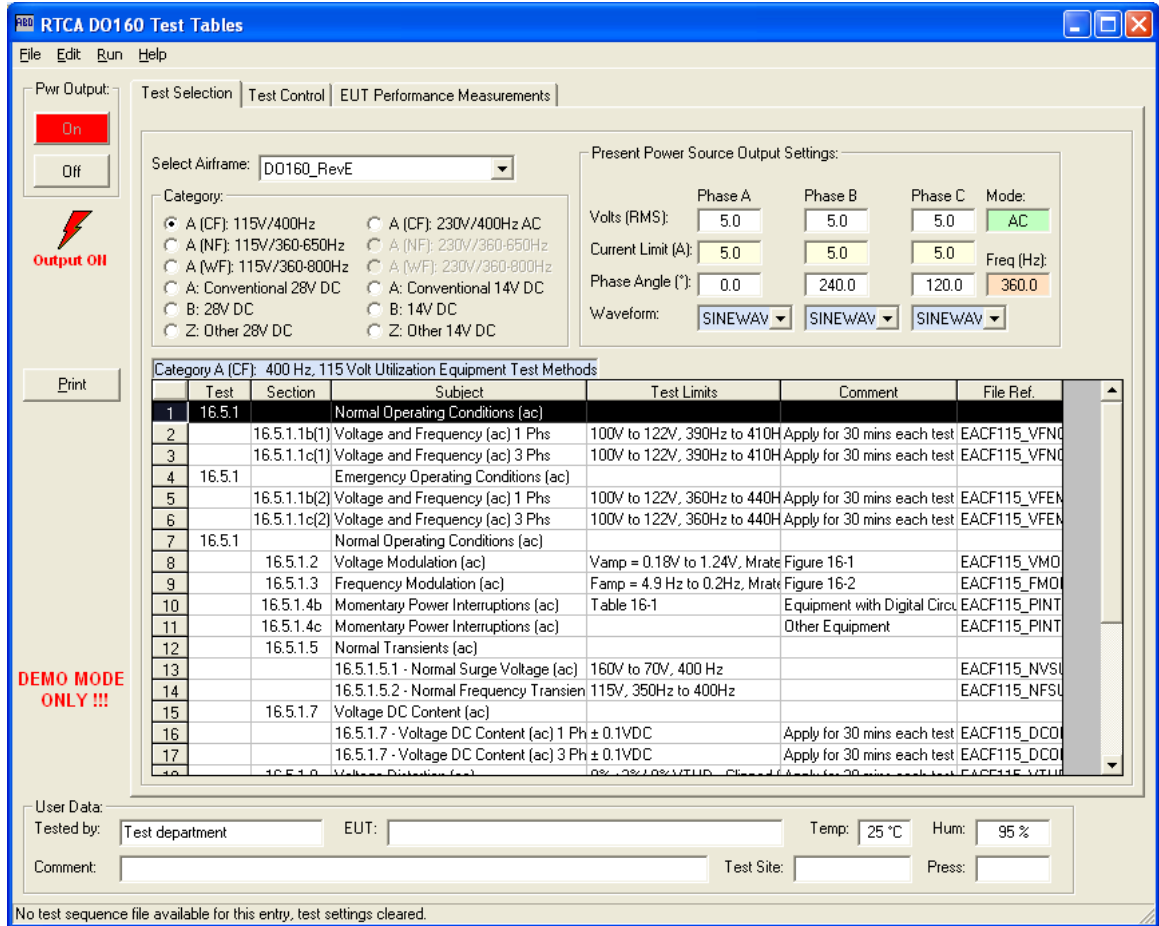 RTCA DO160 Test Tables
File Edit Run Help
Pwr Output:
On
Off
Output ON
Print
DEMO MODE
ONLY !!!
Test Selection Test Control EUT Performance Measurements
Select Airframe: DO160_RevE
Category:
A (CF): 115V/400Hz A (CF): 230V/400Hz AC
A (NF): 115V/360-650Hz A (NF): 230V/360-650Hz
A (WF): 115V/360-800Hz A (WF): 230V/360-800Hz
A: Conventional 28V DC A: Conventional 14V DC
B: 28V DC B: 14V DC
Z: Other 28V DC Z: Other 14V DC
Present Power Source Output Settings:
Phase A Phase B Phase C Mode:
Volts (RMS): 5.0 5.0 5.0 AC
Current Limit (A): 5.0 5.0 5.0 Freq (Hz):
Phase Angle (°): 0.0 240.0 120.0 360.0
Waveform: SINEWAV SINEWAV SINEWAV
Category A (CF): 400 Hz, 115 Volt Utilization Equipment Test Methods
Test Section Subject Test Limits Comment File Ref.
1 16.5.1 Normal Operating Conditions (ac)
2 16.5.1.1b(1) Voltage and Frequency (ac) 1 Phs 100V to 122V, 390Hz to 410H Apply for 30 mins each test EACF115_VFNO
3 16.5.1.1c(1) Voltage and Frequency (ac) 3 Phs 100V to 122V, 390Hz to 410H Apply for 30 mins each test EACF115_VFNO
4 16.5.1 Emergency Operating Conditions (ac)
5 16.5.1.1b(2) Voltage and Frequency (ac) 1 Phs 100V to 122V, 360Hz to 440H Apply for 30 mins each test EACF115_VFEM
6 16.5.1.1c(2) Voltage and Frequency (ac) 3 Phs 100V to 122V, 360Hz to 440H Apply for 30 mins each test EACF115_VFEM
7 16.5.1 Normal Operating Conditions (ac)
8 16.5.1.2 Voltage Modulation (ac) Vamp = 0.18V to 1.24V, Mrate Figure 16-1 EACF115_VMO
9 16.5.1.3 Frequency Modulation (ac) Famp = 4.9 Hz to 0.2Hz, Mrate Figure 16-2 EACF115_FMO
10 16.5.1.4b Momentary Power Interruptions (ac) Table 16-1 Equipment with Digital Circu EACF115_PINT
11 16.5.1.4c Momentary Power Interruptions (ac) Other Equipment EACF115_PINT
12 16.5.1.5 Normal Transients (ac)
13 16.5.1.5.1 - Normal Surge Voltage (ac) 160V to 70V, 400 Hz EACF115_NVSU
14 16.5.1.5.2 - Normal Frequency Transien 115V, 350Hz to 400Hz EACF115_NFSU
15 16.5.1.7 Voltage DC Content (ac)
16 16.5.1.7 - Voltage DC Content (ac) 1 Ph ± 0.1VDC Apply for 30 mins each test EACF115_DCO
17 16.5.1.7 - Voltage DC Content (ac) 3 Ph ± 0.1VDC Apply for 30 mins each test EACF115_DCO
User Data:
Tested by: Test department EUT: Temp: 25 °C Hum: 95 %
Comment: Test Site: Press:
No test sequence file available for this entry, test settings cleared.